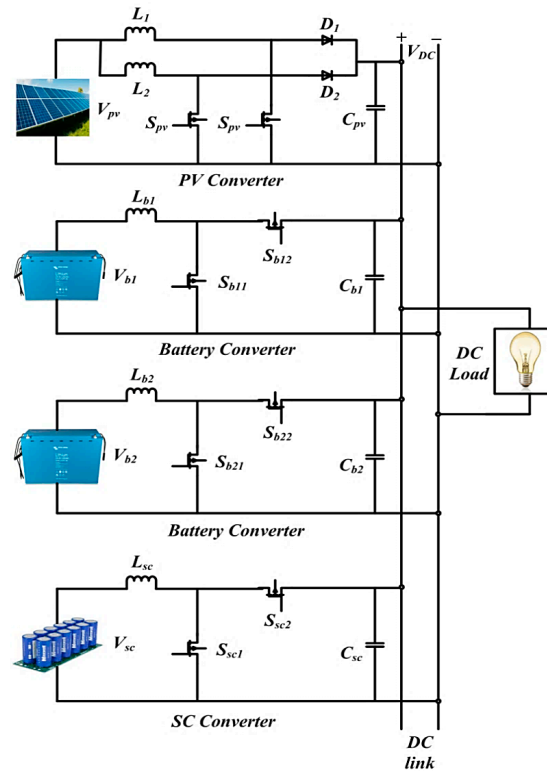 L1
+ −
D1
VDC
L2
D2
Vpv
Spv
Spv
Cpv
PV Converter
Lb1
Sb12
Vb1
Sb11
Cb1
Battery Converter
DC
Load
Lb2
Sb22
Vb2
Sb21
Cb2
Battery Converter
Lsc
Ssc2
Vsc
Ssc1
Csc
SC Converter
DC
link